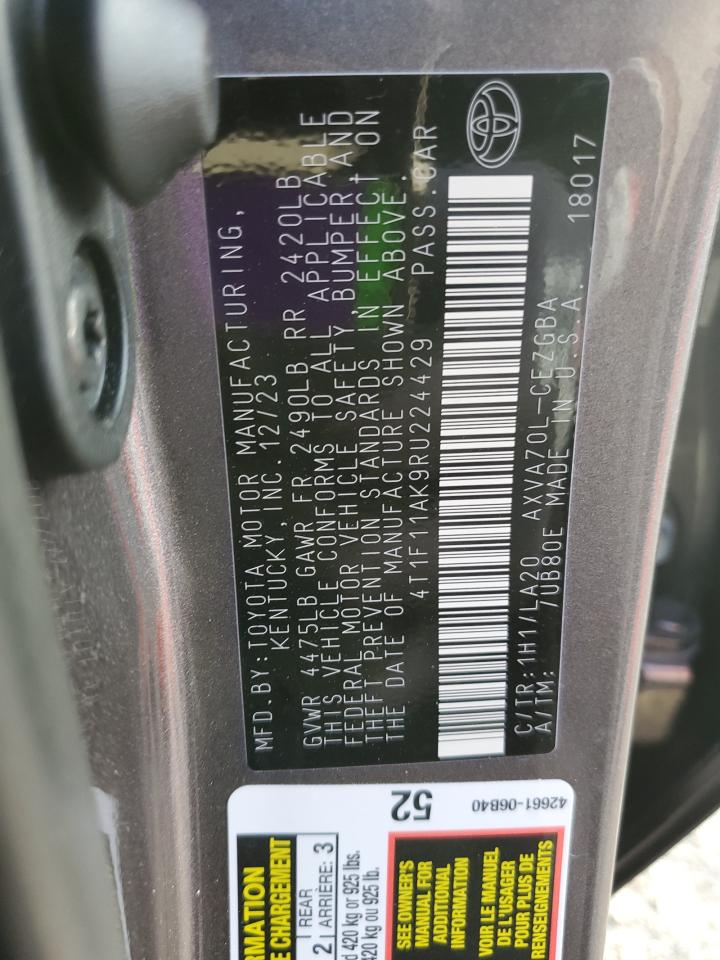 MFD.BY:TOYOTA MOTOR MANUFACTURING,
KENTUCKY, INC. 12/23
GVWR 4475LB GAWR FR 2490LB RR 2420LB
THIS VEHICLE CONFORMS TO ALL APPLICABLE
FEDERAL MOTOR VEHICLE SAFETY, BUMPER, AND
THEFT PREVENTION STANDARDS IN EFFECT ON
THE DATE OF MANUFACTURE SHOWN ABOVE.
4T1F11AK9RU224429 PASS.CAR
C/TR:1H1/LA20 AXVA70L-CEZGBA
A/TM: 7UB80E MADE IN U.S.A. 18017
52
42661-06B40
RMATION
E CHARGEMENT
REAR
2 ARRIÈRE: 3
d 420 kg or 925 lbs.
420 kg ou 925 lb.
SEE OWNER'S
MANUAL FOR
ADDITIONAL
INFORMATION
VOIR LE MANUEL
DE L'USAGER
POUR PLUS DE
RENSEIGNEMENTS